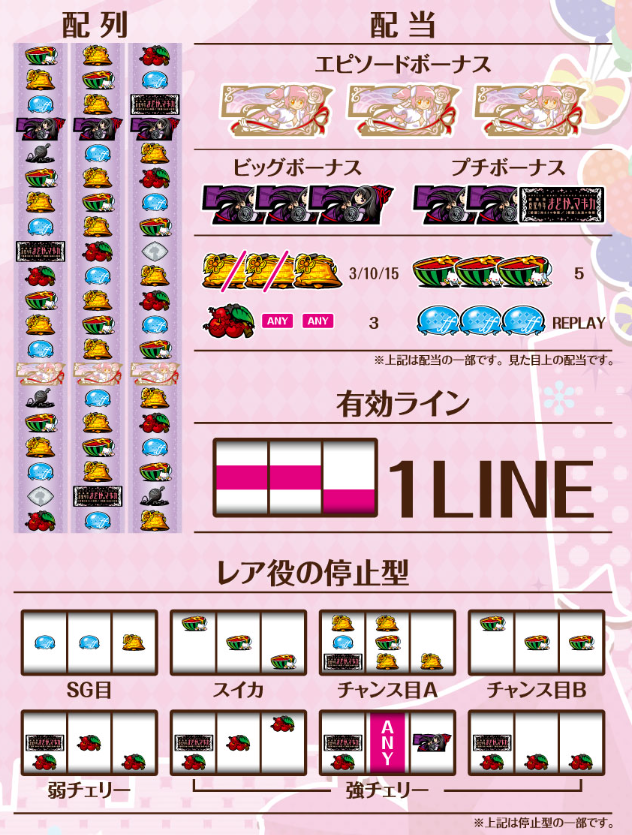 配列
配当
エピソードボーナス
ビッグボーナス
プチボーナス
3/10/15
5
ANY ANY
3
REPLAY
※上記は配当の一部です。見た目上の配当です。
有効ライン
1LINE
レア役の停止型
SG目
スイカ
チャンス目A
チャンス目B
ANY
弱チェリー
強チェリー
※上記は停止型の一部です。